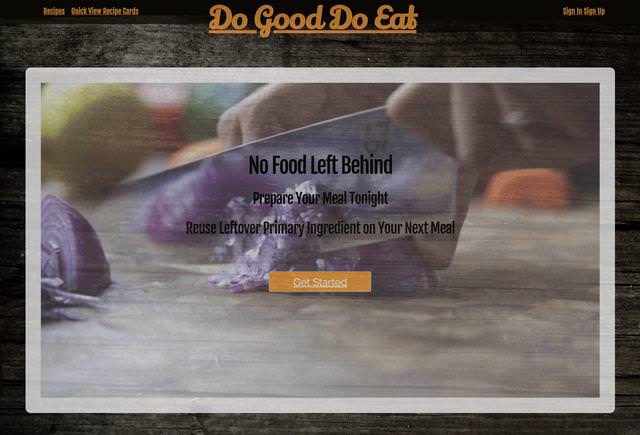 Recipes Quick View Recipe Cards
Do Good Do Eat
Sign In Sign Up
No Food Left Behind
Prepare Your Meal Tonight
Reuse Leftover Primary Ingredient on Your Next Meal
Get Started